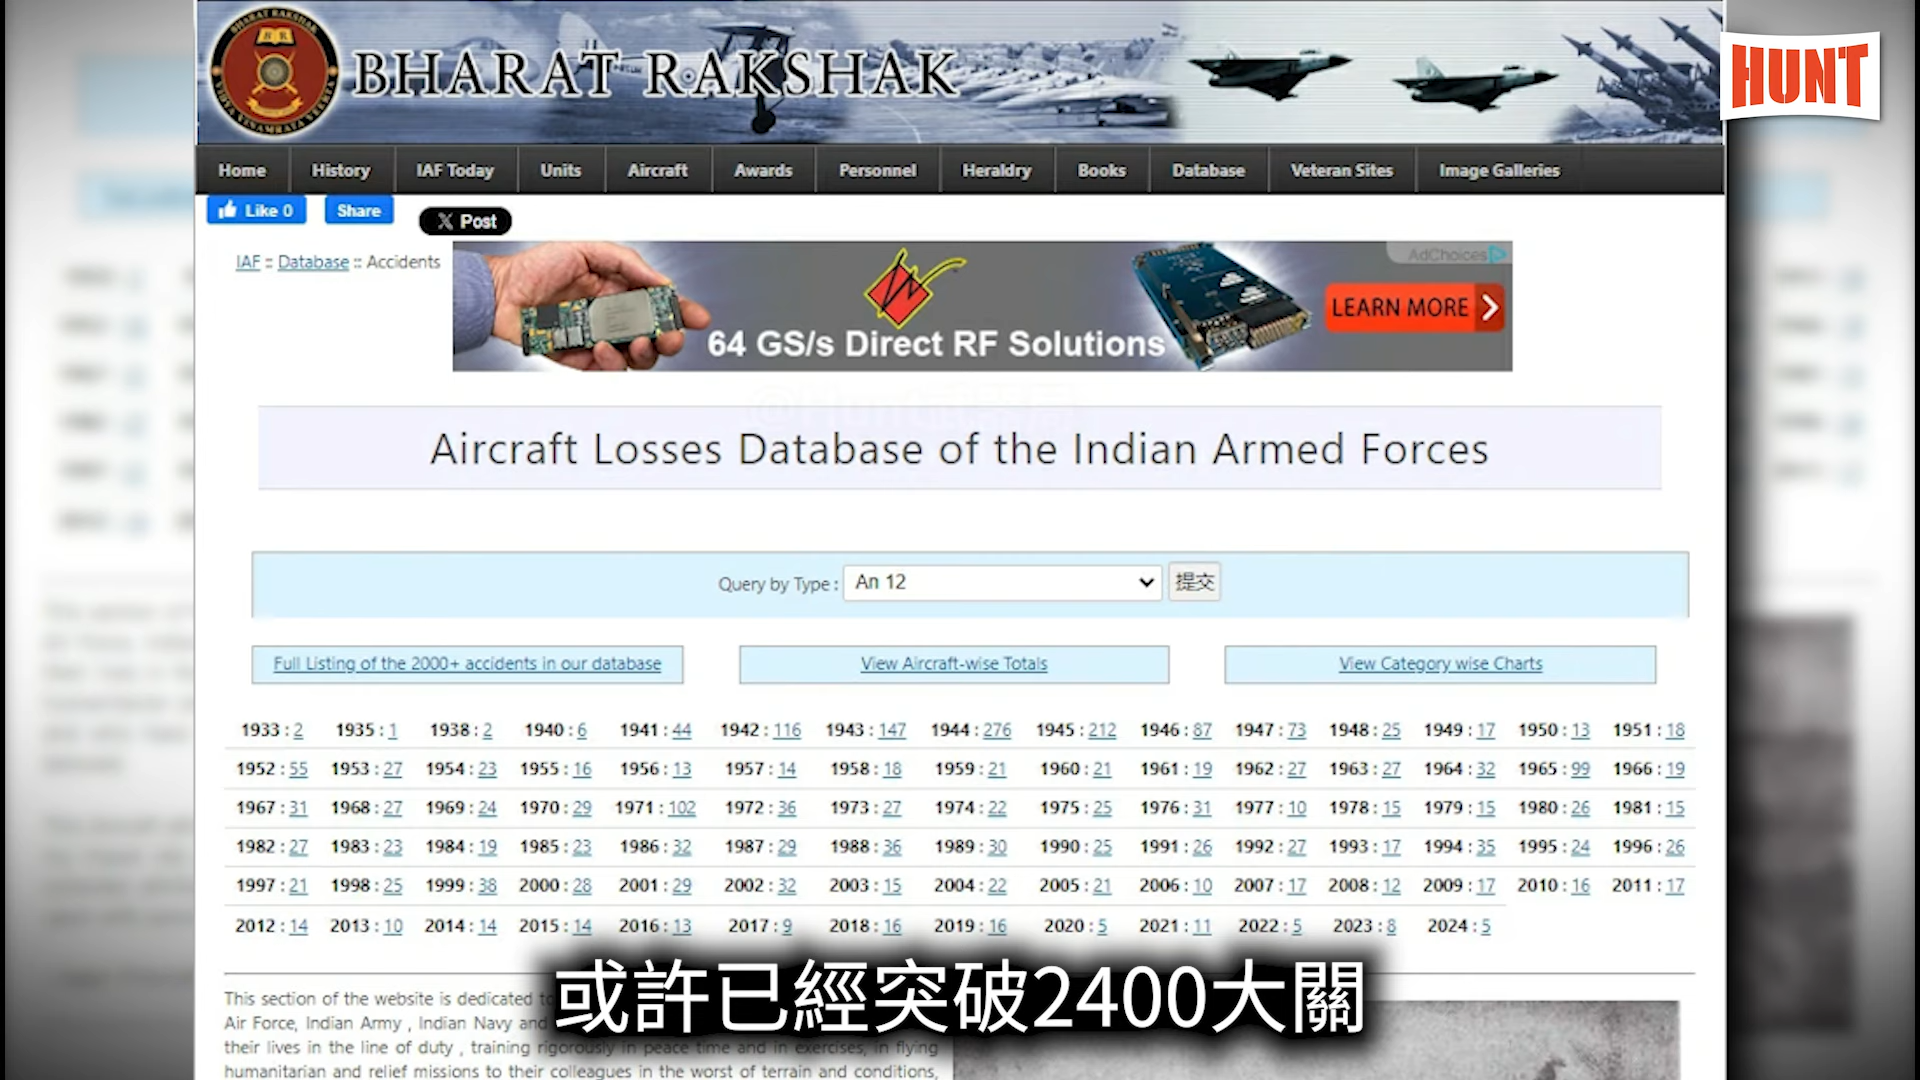 BHARAT RAKSHAK
HUNT
Home History IAF Today Units Aircraft Awards Personnel Heraldry Books Database Veteran Sites Image Galleries
Like 0 Share X Post
IAF :: Database :: Accidents
AdChoices
LEARN MORE
64 GS/s Direct RF Solutions
Aircraft Losses Database of the Indian Armed Forces
Query by Type : An 12 提交
Full Listing of the 2000+ accidents in our database View Aircraft-wise Totals View Category wise Charts
1933 : 2 1935 : 1 1938 : 2 1940 : 6 1941 : 44 1942 : 116 1943 : 147 1944 : 276 1945 : 212 1946 : 87 1947 : 73 1948 : 25 1949 : 17 1950 : 13 1951 : 18
1952 : 55 1953 : 27 1954 : 23 1955 : 16 1956 : 13 1957 : 14 1958 : 18 1959 : 21 1960 : 21 1961 : 19 1962 : 27 1963 : 27 1964 : 32 1965 : 99 1966 : 19
1967 : 31 1968 : 27 1969 : 24 1970 : 29 1971 : 102 1972 : 36 1973 : 27 1974 : 22 1975 : 25 1976 : 31 1977 : 10 1978 : 15 1979 : 15 1980 : 26 1981 : 15
1982 : 27 1983 : 23 1984 : 19 1985 : 23 1986 : 32 1987 : 29 1988 : 36 1989 : 30 1990 : 25 1991 : 26 1992 : 27 1993 : 17 1994 : 35 1995 : 24 1996 : 26
1997 : 21 1998 : 25 1999 : 38 2000 : 28 2001 : 29 2002 : 32 2003 : 15 2004 : 22 2005 : 21 2006 : 10 2007 : 17 2008 : 12 2009 : 17 2010 : 16 2011 : 17
2012 : 14 2013 : 10 2014 : 14 2015 : 14 2016 : 13 2017 : 9 2018 : 16 2019 : 16 2020 : 5 2021 : 11 2022 : 5 2023 : 8 2024 : 5
或許已經突破2400大關
This section of the website is dedicated
Air Force, Indian Army , Indian Navy and
their lives in the line of duty , training rigorously in peace time and in exercises, in flying
humanitarian and relief missions to their colleagues in the worst of terrain and conditions,